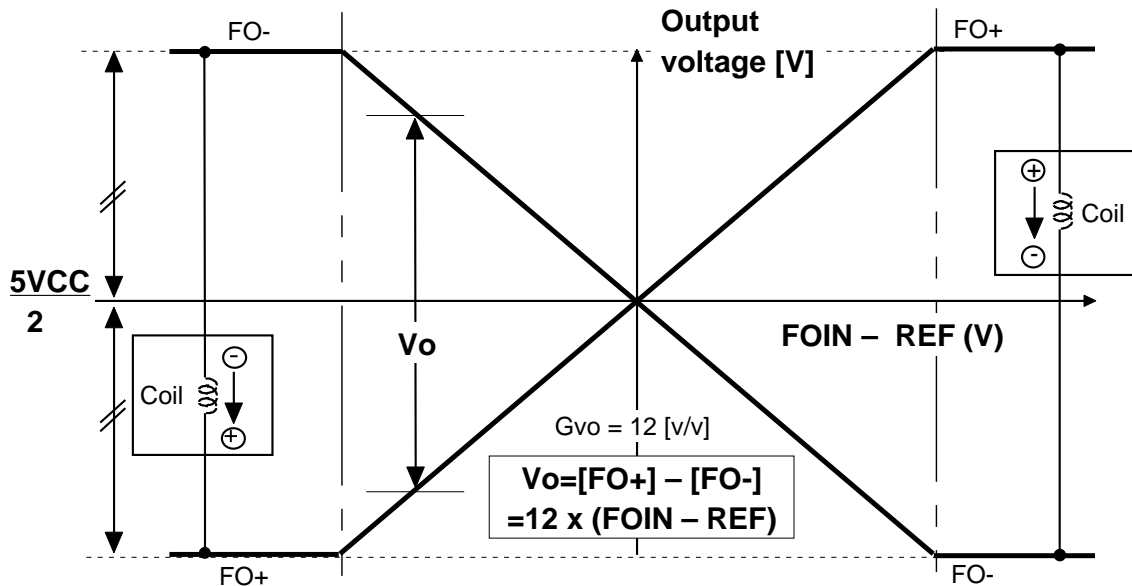 FO-
Output
voltage [V]
FO+
+
-
Coil
5VCC
2
Vo
FOIN – REF (V)
-
Coil
+
Gvo = 12 [v/v]
Vo=[FO+] – [FO-]
=12 x (FOIN – REF)
FO+
FO-